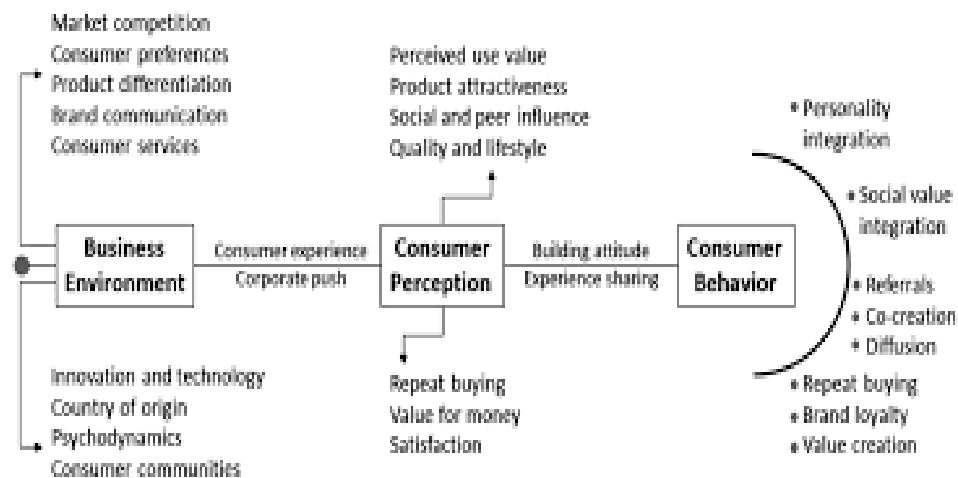 Market competition
Consumer preferences
Product differentiation
Brand communication
Consumer services
Perceived use value
Product attractiveness
Social and peer influence
Quality and lifestyle
• Personality
integration
• Social value
integration
Business
Environment
Consumer experience
Corporate push
Consumer
Perception
Building attitude
Experience sharing
Consumer
Behavior
• Referrals
• Co-creation
• Diffusion
Innovation and technology
Country of origin
Psychodynamics
Consumer communities
Repeat buying
Value for money
Satisfaction
• Repeat buying
• Brand loyalty
• Value creation